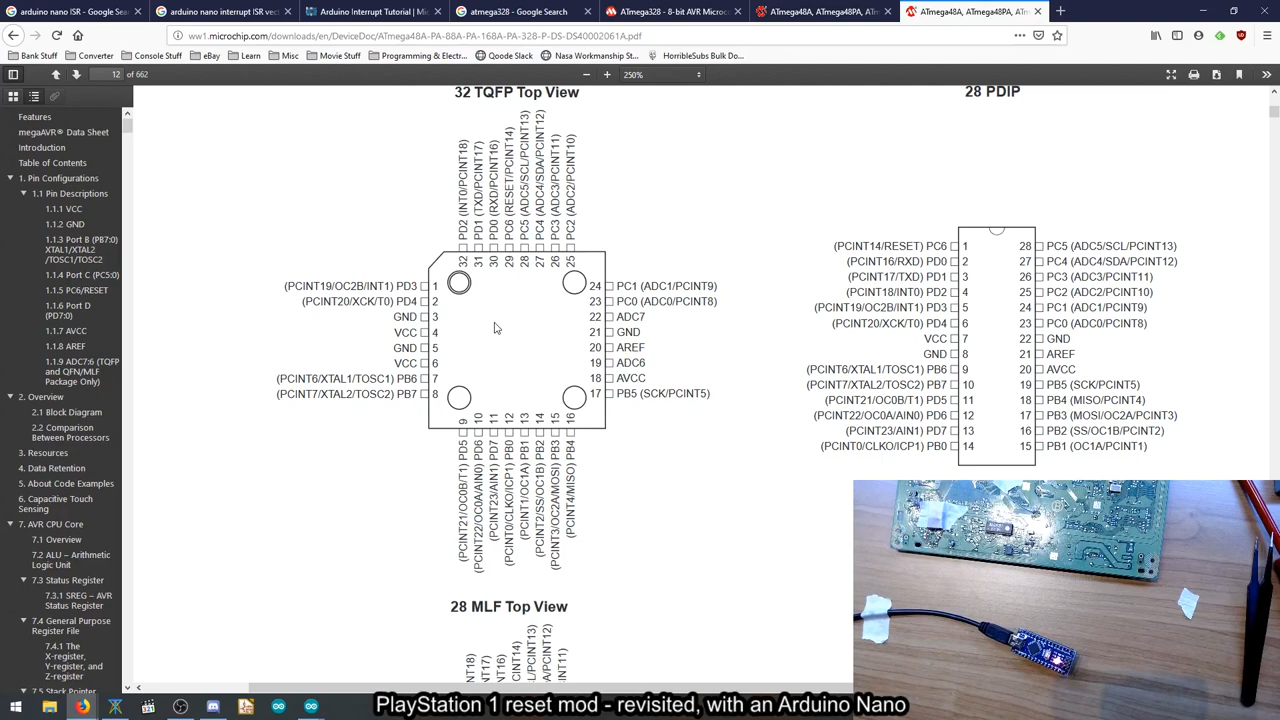 arduino nano ISR - Google Sear
arduino nano interrupt ISR vec
Arduino Interrupt Tutorial | M
atmega328 - Google Search
ATmega328 - 8-bit AVR Microc
ATmega48A, ATmega48PA, ATm
ATmega48A, ATmega48PA, ATm
ww1.microchip.com/downloads/en/DeviceDoc/ATmega48A-PA-88A-PA-168A-PA-328-P-DS-DS40002061A.pdf
Bank Stuff Converter Console Stuff eBay Learn Misc Movie Stuff Programming & Electr... Qoode Slack Nasa Workmanship St... HorribleSubs Bulk Do...
12 of 662
250%
Features
megaAVR® Data Sheet
Introduction
Table of Contents
1. Pin Configurations
1.1 Pin Descriptions
1.1.1 VCC
1.1.2 GND
1.1.3 Port B (PB7:0)
XTAL1/XTAL2
/TOSC1/TOSC2
1.1.4 Port C (PC5:0)
1.1.5 PC6/RESET
1.1.6 Port D
(PD7:0)
1.1.7 AVCC
1.1.8 AREF
1.1.9 ADC7:6 (TQFP
and QFN/MLF
Package Only)
2. Overview
2.1 Block Diagram
2.2 Comparison
Between Processors
3. Resources
4. Data Retention
5. About Code Examples
6. Capacitive Touch
Sensing
7. AVR CPU Core
7.1 Overview
7.2 ALU – Arithmetic
Logic Unit
7.3 Status Register
7.3.1 SREG – AVR
Status Register
7.4 General Purpose
Register File
7.4.1 The
X-register,
Y-register, and
Z-register
7.5 Stack Pointer
32 TQFP Top View
PD2 (INT0/PCINT18)
PD1 (TXD/PCINT17)
PD0 (RXD/PCINT16)
PC6 (RESET/PCINT14)
PC5 (ADC5/SCL/PCINT13)
PC4 (ADC4/SDA/PCINT12)
PC3 (ADC3/PCINT11)
PC2 (ADC2/PCINT10)
32 31 30 29 28 27 26 25
(PCINT19/OC2B/INT1) PD3 1
(PCINT20/XCK/T0) PD4 2
GND 3
VCC 4
GND 5
VCC 6
(PCINT6/XTAL1/TOSC1) PB6 7
(PCINT7/XTAL2/TOSC2) PB7 8
24 PC1 (ADC1/PCINT9)
23 PC0 (ADC0/PCINT8)
22 ADC7
21 GND
20 AREF
19 ADC6
18 AVCC
17 PB5 (SCK/PCINT5)
9 10 11 12 13 14 15 16
(PCINT21/OC0B/T1) PD5
(PCINT22/OC0A/AIN0) PD6
(PCINT23/AIN1) PD7
(PCINT0/CLKO/ICP1) PB0
(PCINT1/OC1A) PB1
(PCINT2/SS/OC1B) PB2
(PCINT3/OC2A/MOSI) PB3
(PCINT4/MISO) PB4
28 PDIP
(PCINT14/RESET) PC6 1
(PCINT16/RXD) PD0 2
(PCINT17/TXD) PD1 3
(PCINT18/INT0) PD2 4
(PCINT19/OC2B/INT1) PD3 5
(PCINT20/XCK/T0) PD4 6
VCC 7
GND 8
(PCINT6/XTAL1/TOSC1) PB6 9
(PCINT7/XTAL2/TOSC2) PB7 10
(PCINT21/OC0B/T1) PD5 11
(PCINT22/OC0A/AIN0) PD6 12
(PCINT23/AIN1) PD7 13
(PCINT0/CLKO/ICP1) PB0 14
28 PC5 (ADC5/SCL/PCINT13)
27 PC4 (ADC4/SDA/PCINT12)
26 PC3 (ADC3/PCINT11)
25 PC2 (ADC2/PCINT10)
24 PC1 (ADC1/PCINT9)
23 PC0 (ADC0/PCINT8)
22 GND
21 AREF
20 AVCC
19 PB5 (SCK/PCINT5)
18 PB4 (MISO/PCINT4)
17 PB3 (MOSI/OC2A/PCINT3)
16 PB2 (SS/OC1B/PCINT2)
15 PB1 (OC1A/PCINT1)
28 MLF Top View
NT18)
NT17)
NT16)
CINT14)
L/PCINT13)
A/PCINT12)
INT11)
PlayStation 1 reset mod - revisited, with an Arduino Nano